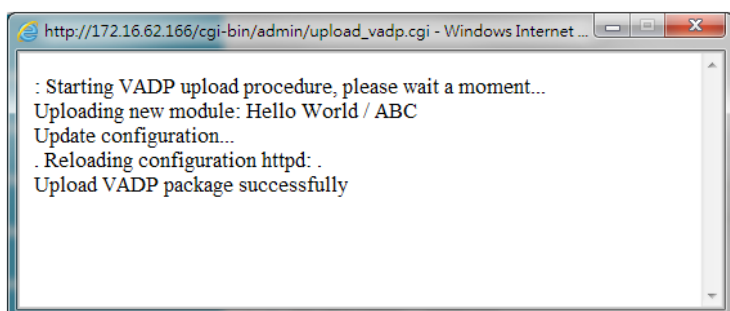 http://172.16.62.166/cgi-bin/admin/upload_vadp.cgi - Windows Internet ...
: Starting VADP upload procedure, please wait a moment...
Uploading new module: Hello World / ABC
Update configuration...
. Reloading configuration httpd: .
Upload VADP package successfully